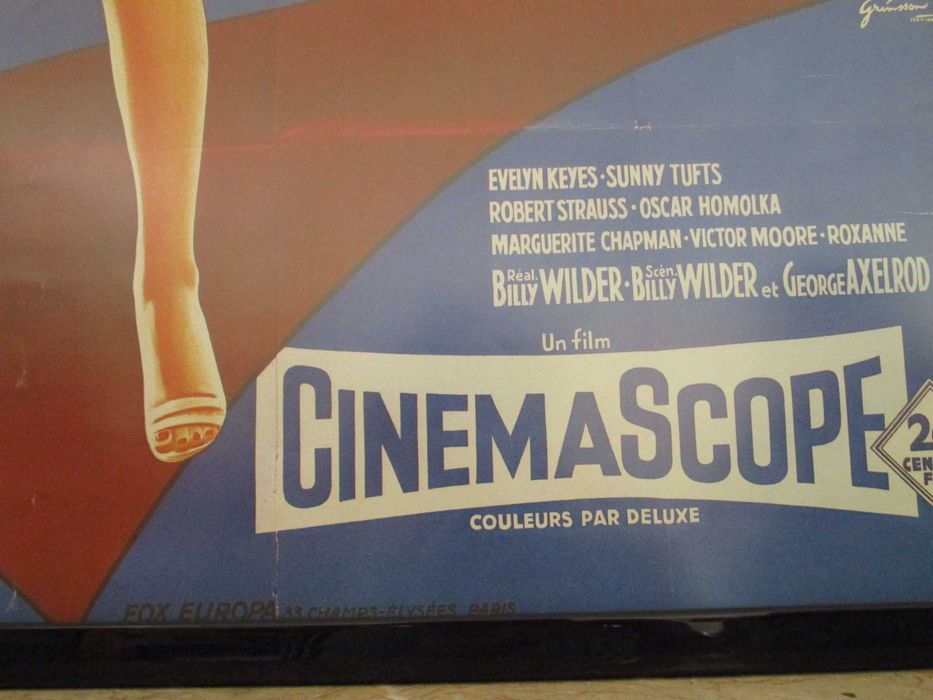 Grinsson
EVELYN KEYES · SUNNY TUFTS
ROBERT STRAUSS · OSCAR HOMOLKA
MARGUERITE CHAPMAN · VICTOR MOORE · ROXANNE
Réal. BILLY WILDER · Scén. BILLY WILDER et GEORGE AXELROD
Un film
CINEMASCOPE
COULEURS PAR DELUXE
FOX EUROPA 33 CHAMPS-ÉLYSÉES PARIS